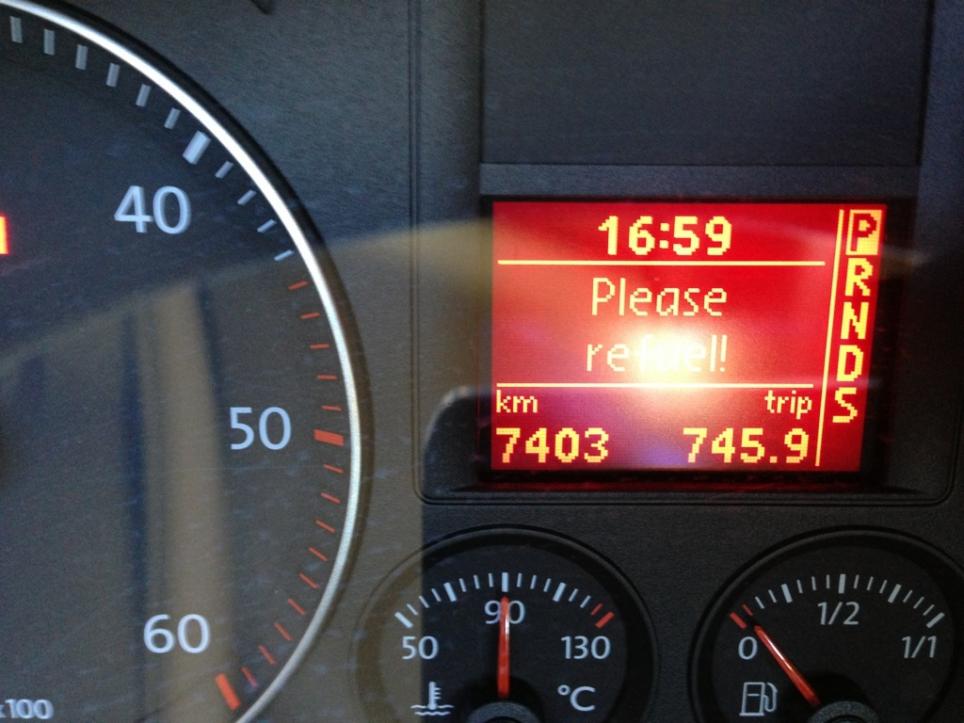 40
50
60
x100
16:59
Please
refuel!
km trip
7403 745.9
P
R
N
D
S
50 90 130
°C
0 1/2 1/1